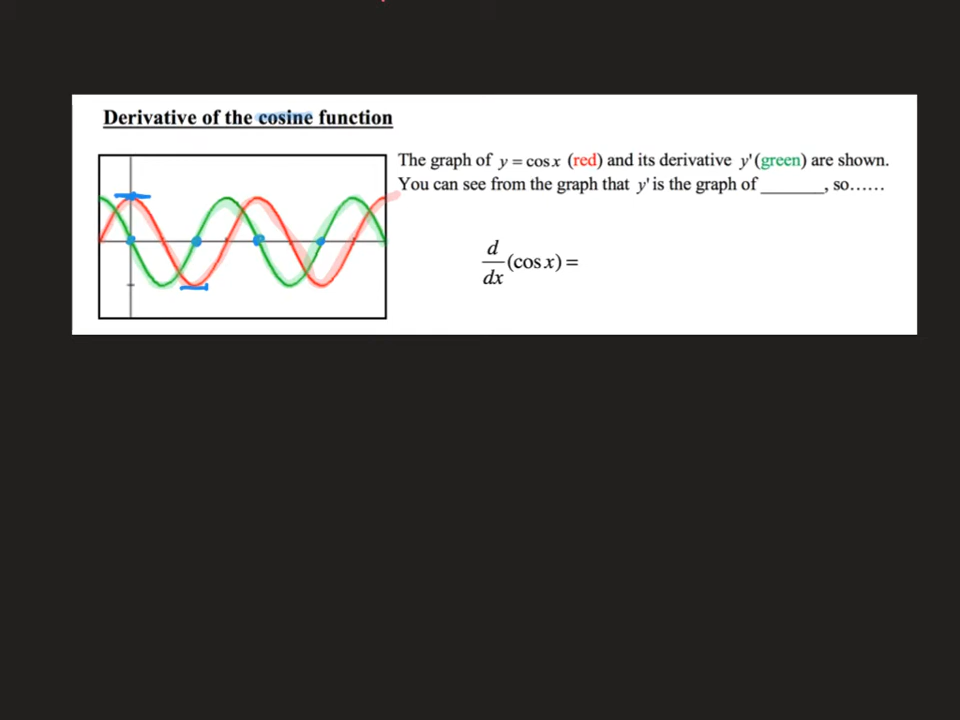 Derivative of the cosine function
The graph of y = cos x (red) and its derivative y' (green) are shown.
You can see from the graph that y' is the graph of _______, so……
d/dx (cos x) =